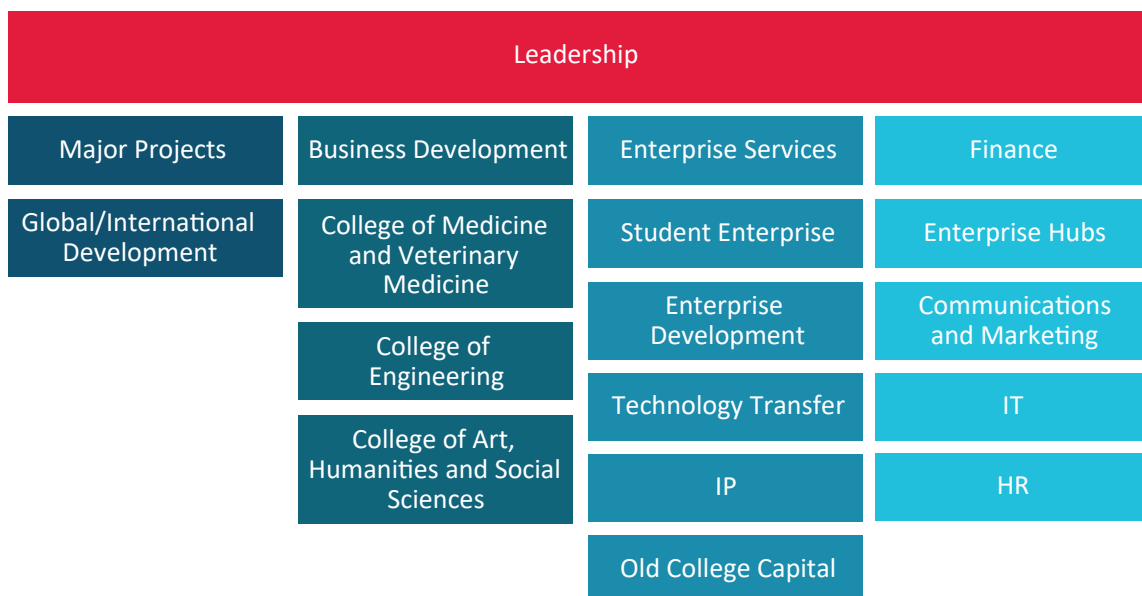 Leadership
Major Projects
Global/International
Development
Business Development
College of Medicine
and Veterinary
Medicine
College of
Engineering
College of Art,
Humanities and Social
Sciences
Enterprise Services
Student Enterprise
Enterprise
Development
Technology Transfer
IP
Old College Capital
Finance
Enterprise Hubs
Communications
and Marketing
IT
HR